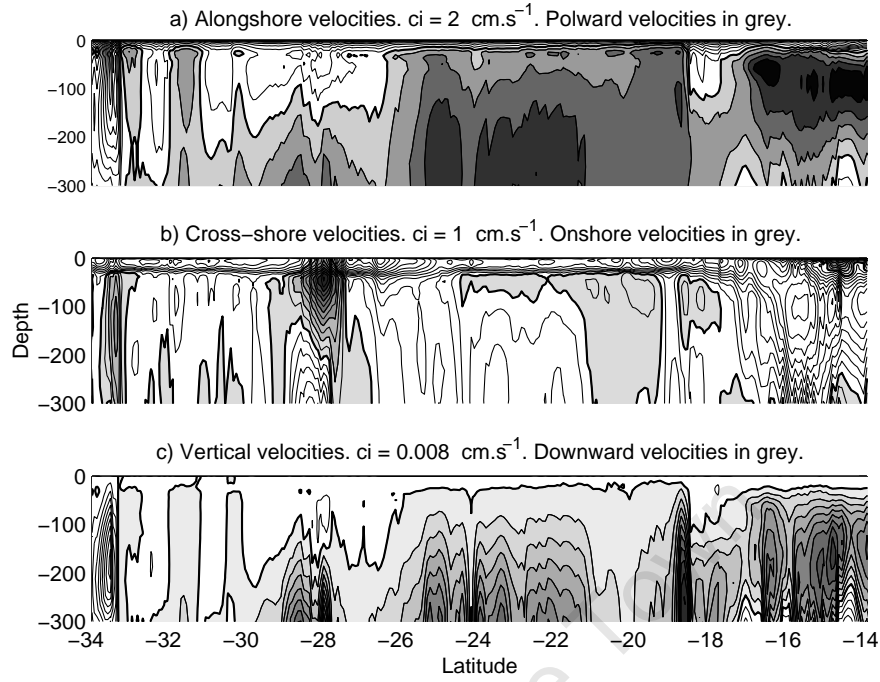 a) Alongshore velocities. ci = 2 cm.s−1. Polward velocities in grey.
0
−100
−200
−300
b) Cross−shore velocities. ci = 1 cm.s−1. Onshore velocities in grey.
0
−100
−200
−300
Depth
c) Vertical velocities. ci = 0.008 cm.s−1. Downward velocities in grey.
0
−100
−200
−300
−34 −32 −30 −28 −26 −24 −22 −20 −18 −16 −14
Latitude
e Town